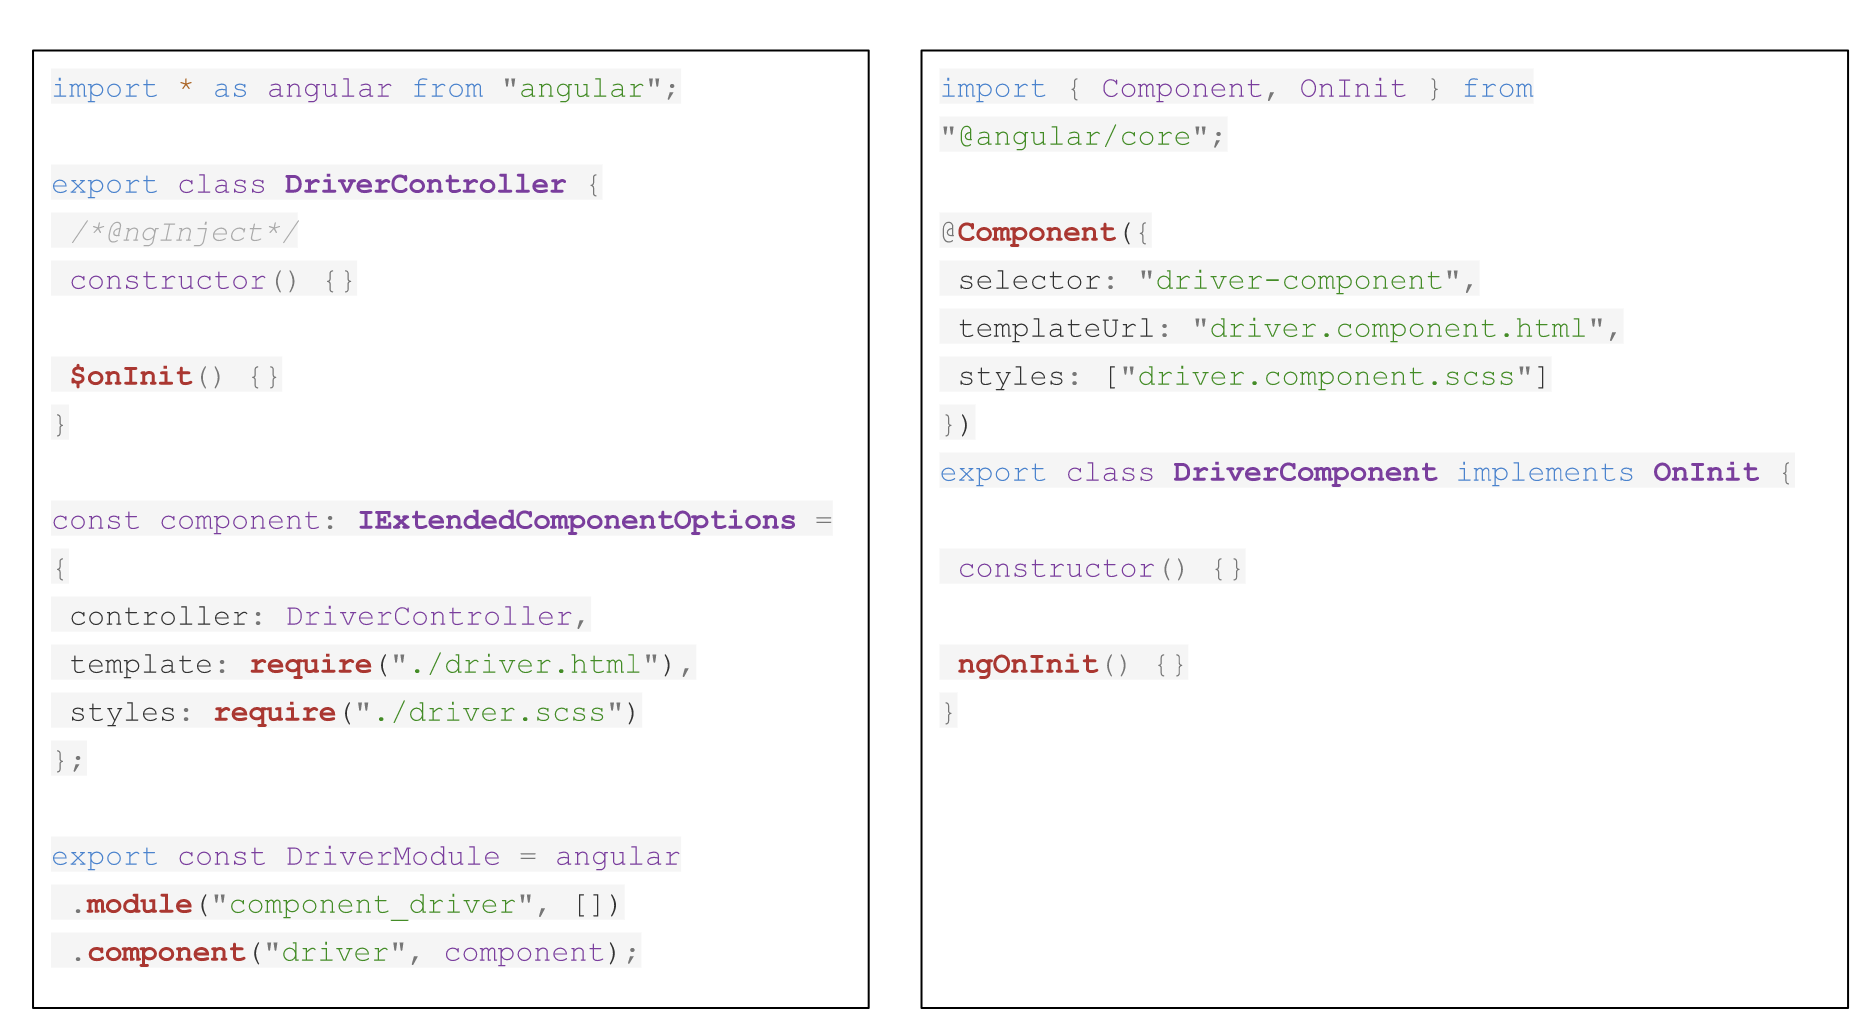 import * as angular from "angular";
export class DriverController {
/*@ngInject*/
constructor() {}
$onInit() {}
}
const component: IExtendedComponentOptions =
{
controller: DriverController,
template: require("./driver.html"),
styles: require("./driver.scss")
};
export const DriverModule = angular
.module("component_driver", [])
.component("driver", component);
import { Component, OnInit } from
"@angular/core";
@Component({
selector: "driver-component",
templateUrl: "driver.component.html",
styles: ["driver.component.scss"]
})
export class DriverComponent implements OnInit {
constructor() {}
ngOnInit() {}
}